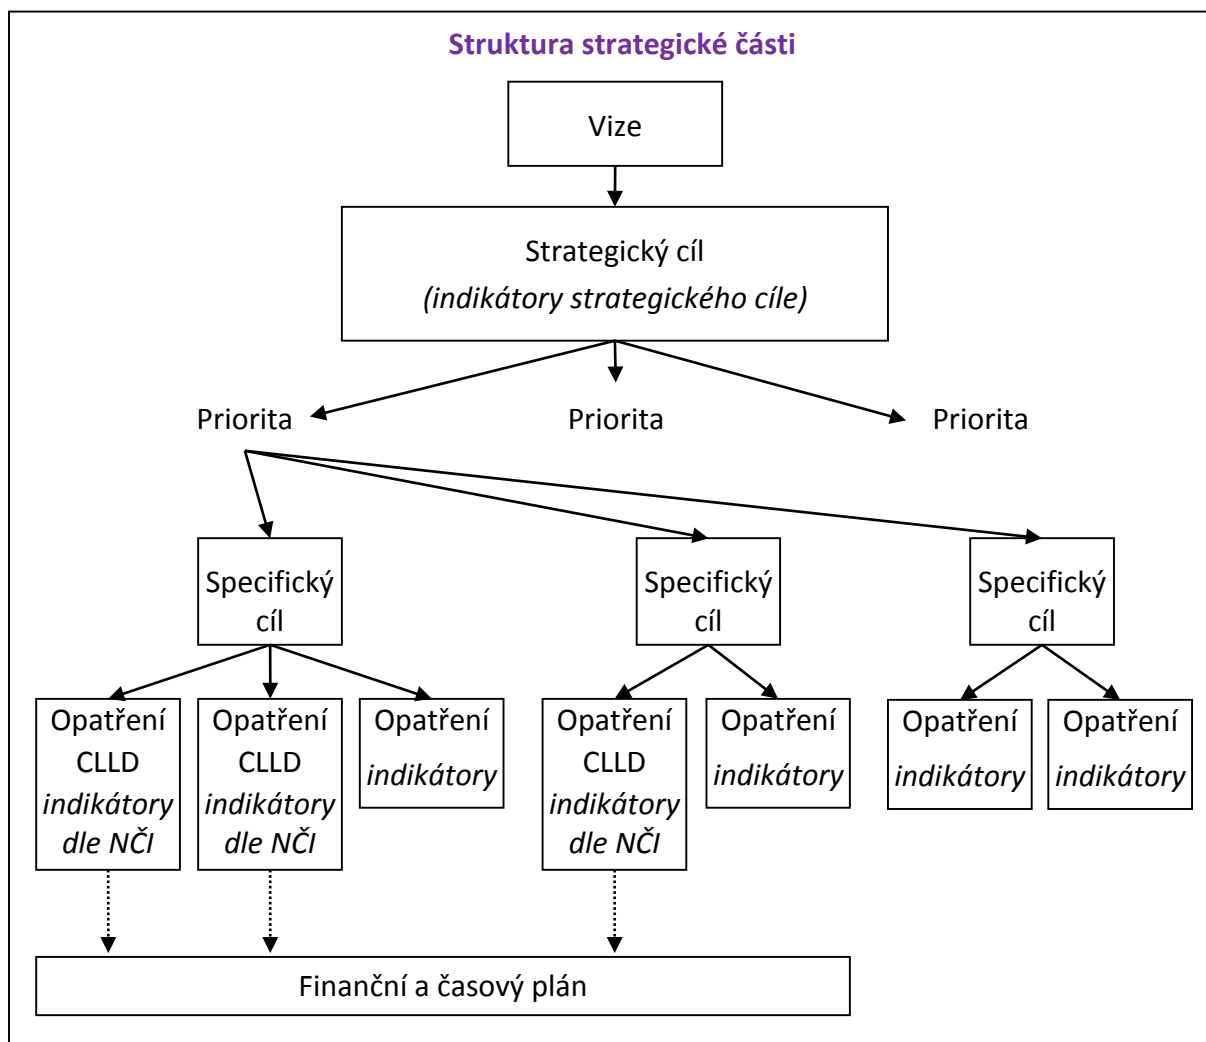 Struktura strategické části
Vize
Strategický cíl
(indikátory strategického cíle)
Priorita
Priorita
Priorita
Specifický
cíl
Specifický
cíl
Specifický
cíl
Opatření
CLLD
indikátory
dle NČI
Opatření
CLLD
indikátory
dle NČI
Opatření
indikátory
Opatření
CLLD
indikátory
dle NČI
Opatření
indikátory
Opatření
indikátory
Opatření
indikátory
Finanční a časový plán